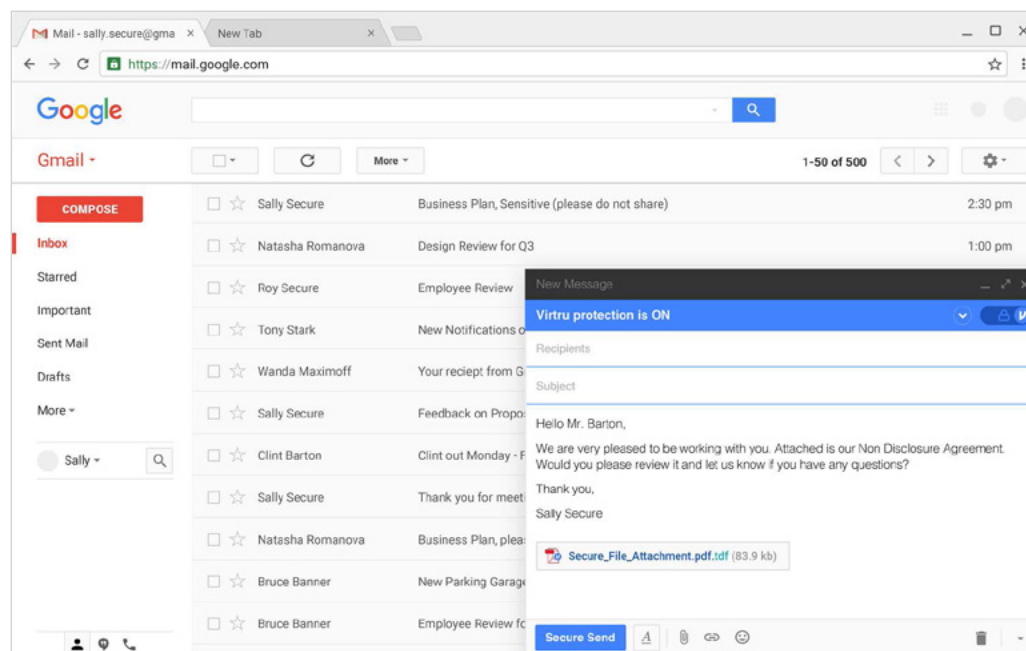 Mail - sally.secure@gma
New Tab
https://mail.google.com
Google
Gmail
More
1-50 of 500
COMPOSE
Inbox
Starred
Important
Sent Mail
Drafts
More
Sally
Sally Secure Business Plan, Sensitive (please do not share) 2:30 pm
Natasha Romanova Design Review for Q3 1:00 pm
Roy Secure Employee Review
Tony Stark New Notifications o
Wanda Maximoff Your reciept from G
Sally Secure Feedback on Propo
Clint Barton Clint out Monday - F
Sally Secure Thank you for meet
Natasha Romanova Business Plan, plea
Bruce Banner New Parking Garage
Bruce Banner Employee Review fo
New Message
Virtru protection is ON
Recipients
Subject
Hello Mr. Barton,
We are very pleased to be working with you. Attached is our Non Disclosure Agreement.
Would you please review it and let us know if you have any questions?
Thank you,
Sally Secure
Secure_File_Attachment.pdf.tdf (83.9 kb)
Secure Send A